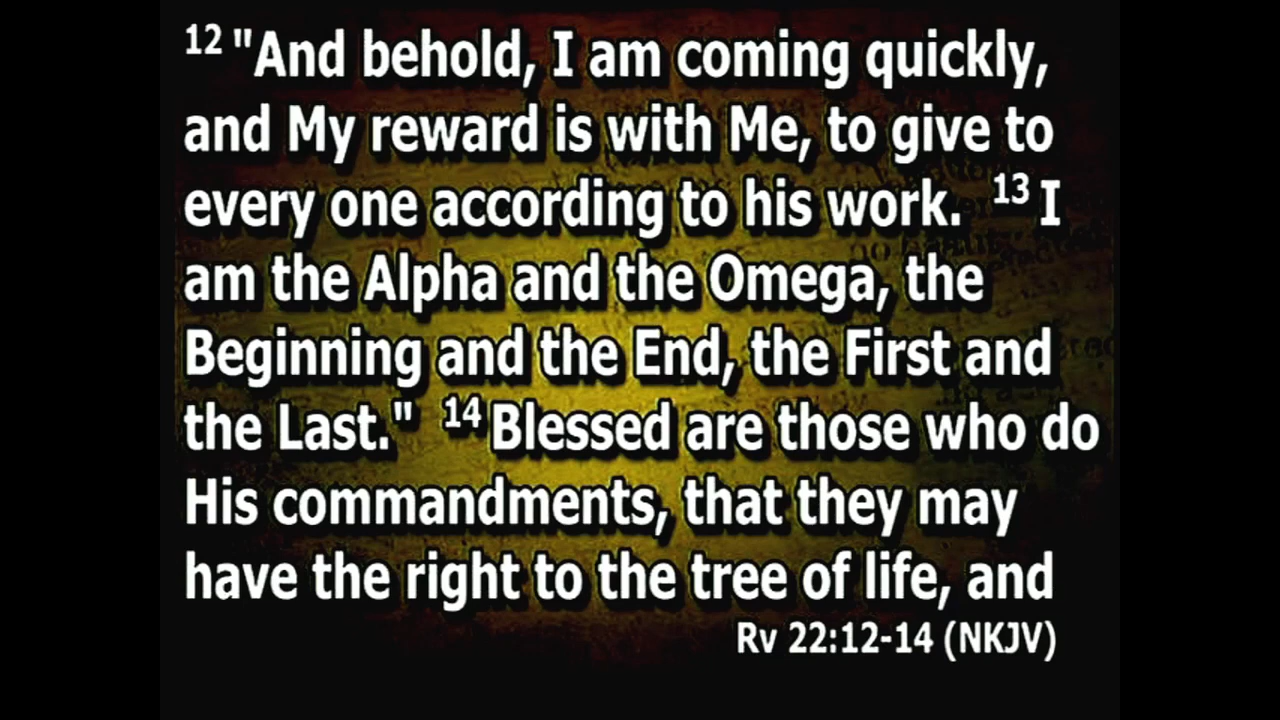 12 "And behold, I am coming quickly,
and My reward is with Me, to give to
every one according to his work. 13 I
am the Alpha and the Omega, the
Beginning and the End, the First and
the Last." 14 Blessed are those who do
His commandments, that they may
have the right to the tree of life, and
Rv 22:12-14 (NKJV)